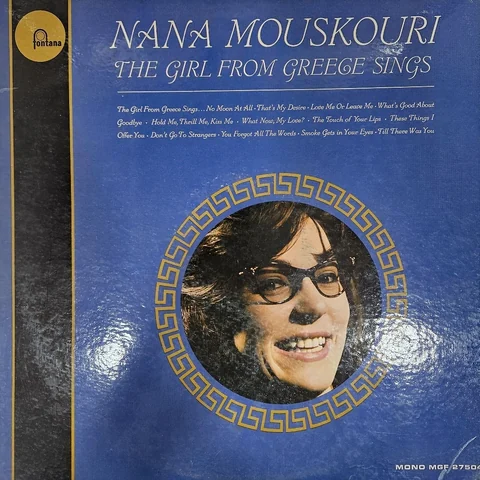 fontana
NANA MOUSKOURI
THE GIRL FROM GREECE SINGS
The Girl From Greece Sings... No Moon At All · That's My Desire · Love Me Or Leave Me · What's Good About
Goodbye · Hold Me, Thrill Me, Kiss Me · What Now, My Love? · The Touch of Your Lips · These Things I
Offer You · Don't Go To Strangers · You Forgot All The Words · Smoke Gets in Your Eyes · Till There Was You
MONO MGF 27504